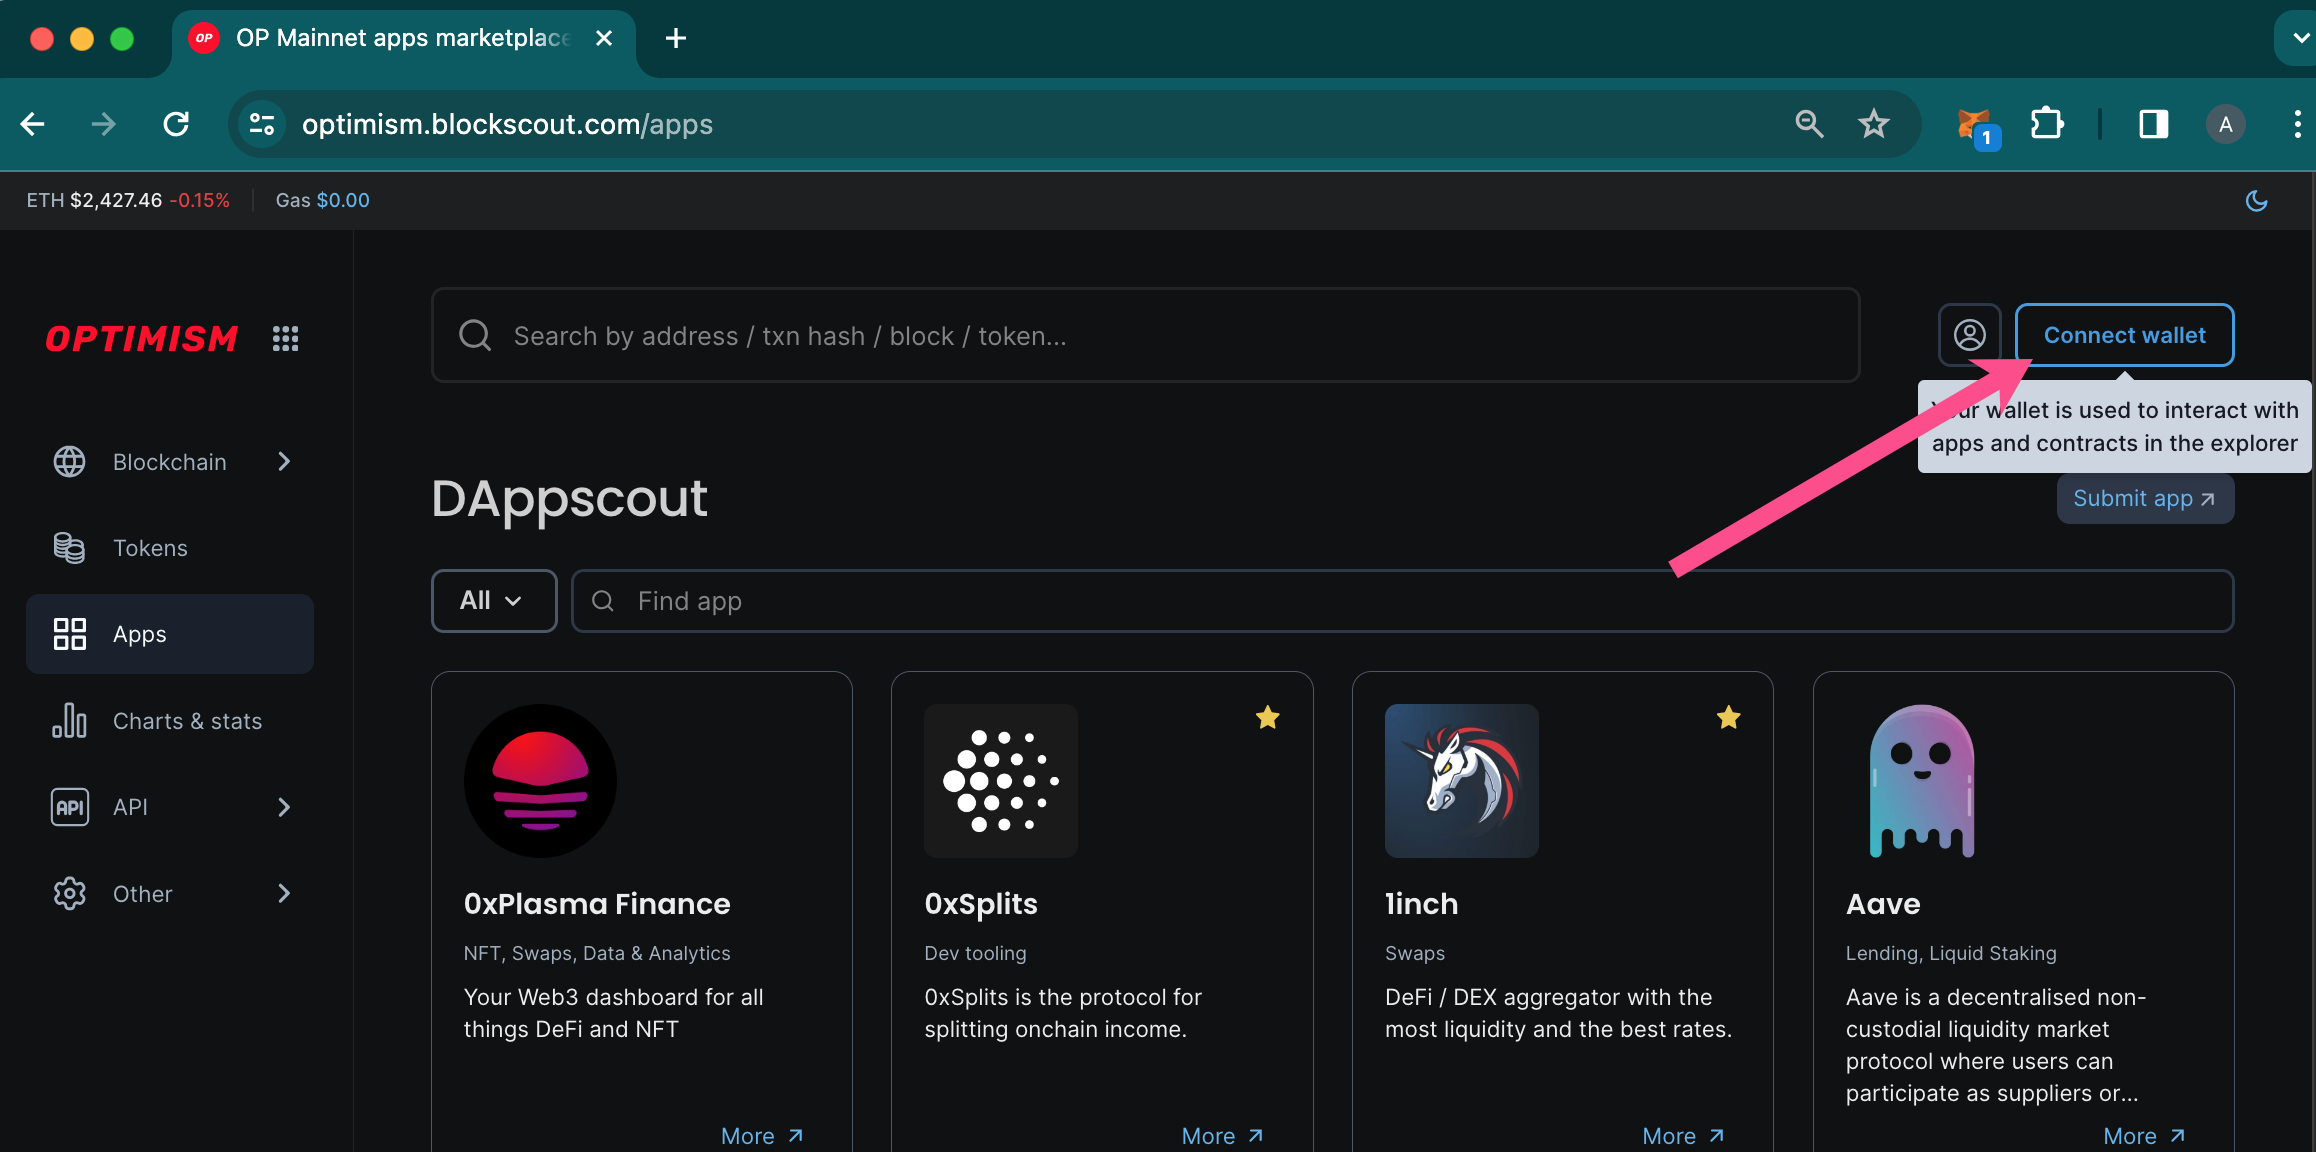 OP OP Mainnet apps marketplace
optimism.blockscout.com/apps
1
A
ETH $2,427.46 -0.15% Gas $0.00
OPTIMISM
Search by address / txn hash / block / token...
Connect wallet
Your wallet is used to interact with
apps and contracts in the explorer
Blockchain
Tokens
Apps
Charts & stats
API API
Other
DAppscout
Submit app
All
Find app
0xPlasma Finance
NFT, Swaps, Data & Analytics
Your Web3 dashboard for all
things DeFi and NFT
More
0xSplits
Dev tooling
0xSplits is the protocol for
splitting onchain income.
More
1inch
Swaps
DeFi / DEX aggregator with the
most liquidity and the best rates.
More
Aave
Lending, Liquid Staking
Aave is a decentralised non-
custodial liquidity market
protocol where users can
participate as suppliers or...
More